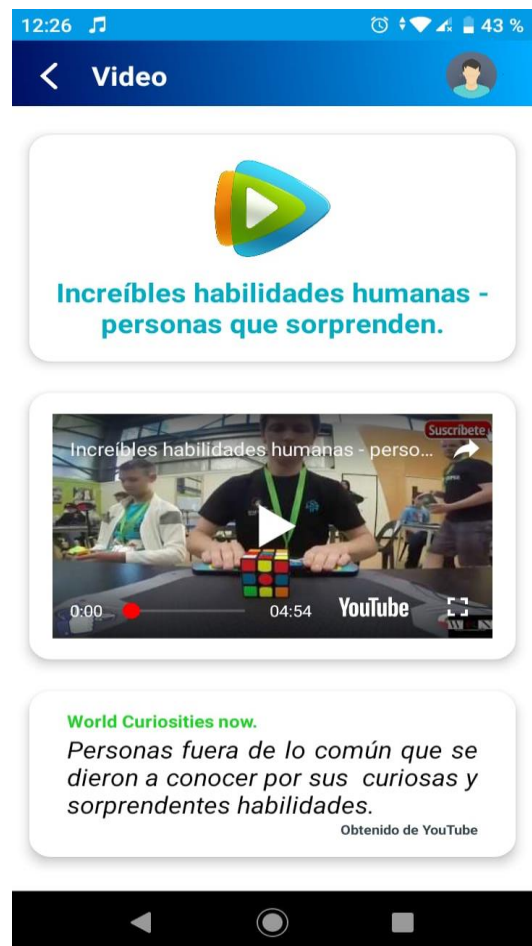 12:26
43 %
Video
Increíbles habilidades humanas -
personas que sorprenden.
Suscríbete
Increíbles habilidades humanas - perso...
0:00
04:54
YouTube
World Curiosities now.
Personas fuera de lo común que se
dieron a conocer por sus curiosas y
sorprendentes habilidades.
Obtenido de YouTube